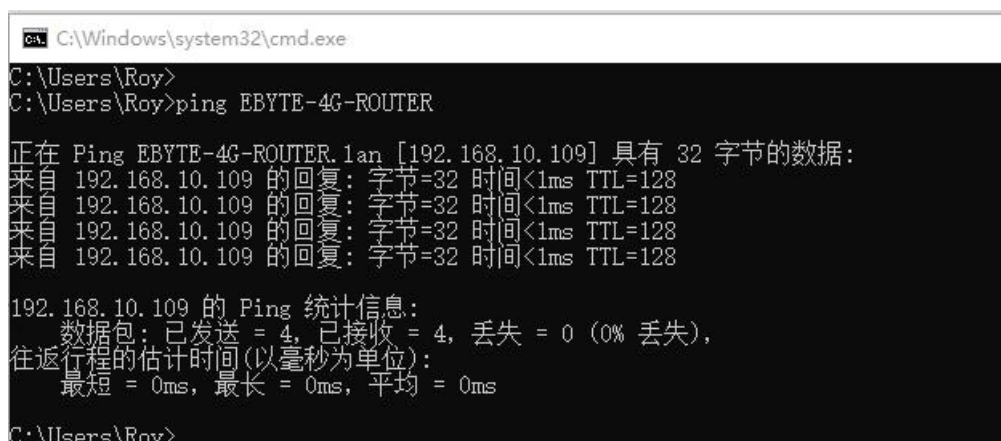 C:\Windows\system32\cmd.exe
C:\Users\Roy>
C:\Users\Roy>ping EBYTE-4G-ROUTER
正在 Ping EBYTE-4G-ROUTER.lan [192.168.10.109] 具有 32 字节的数据:
来自 192.168.10.109 的回复: 字节=32 时间<1ms TTL=128
来自 192.168.10.109 的回复: 字节=32 时间<1ms TTL=128
来自 192.168.10.109 的回复: 字节=32 时间<1ms TTL=128
来自 192.168.10.109 的回复: 字节=32 时间<1ms TTL=128
192.168.10.109 的 Ping 统计信息:
数据包: 已发送 = 4, 已接收 = 4, 丢失 = 0 (0% 丢失),
往返行程的估计时间(以毫秒为单位):
最短 = 0ms, 最长 = 0ms, 平均 = 0ms
C:\Users\Roy>